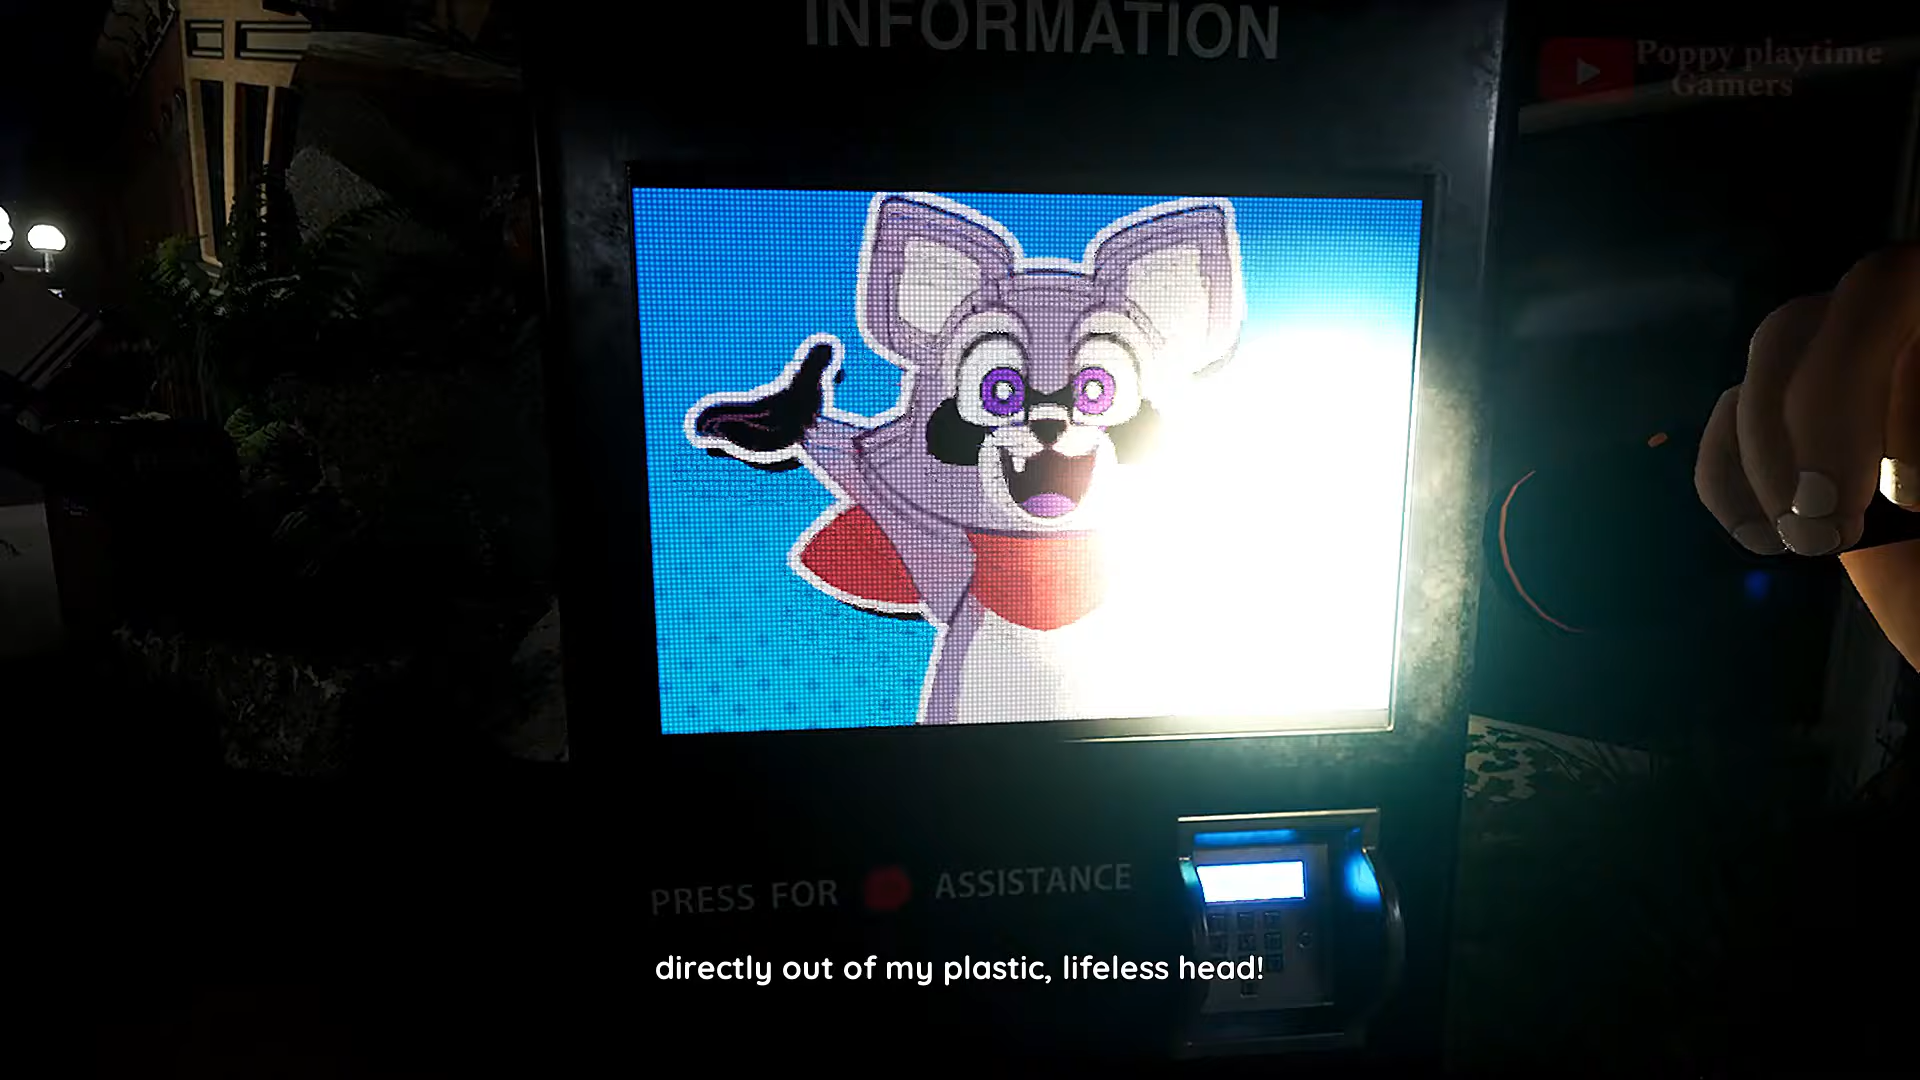 INFORMATION
Poppy playtime
Gamers
PRESS FOR ASSISTANCE
directly out of my plastic, lifeless head!